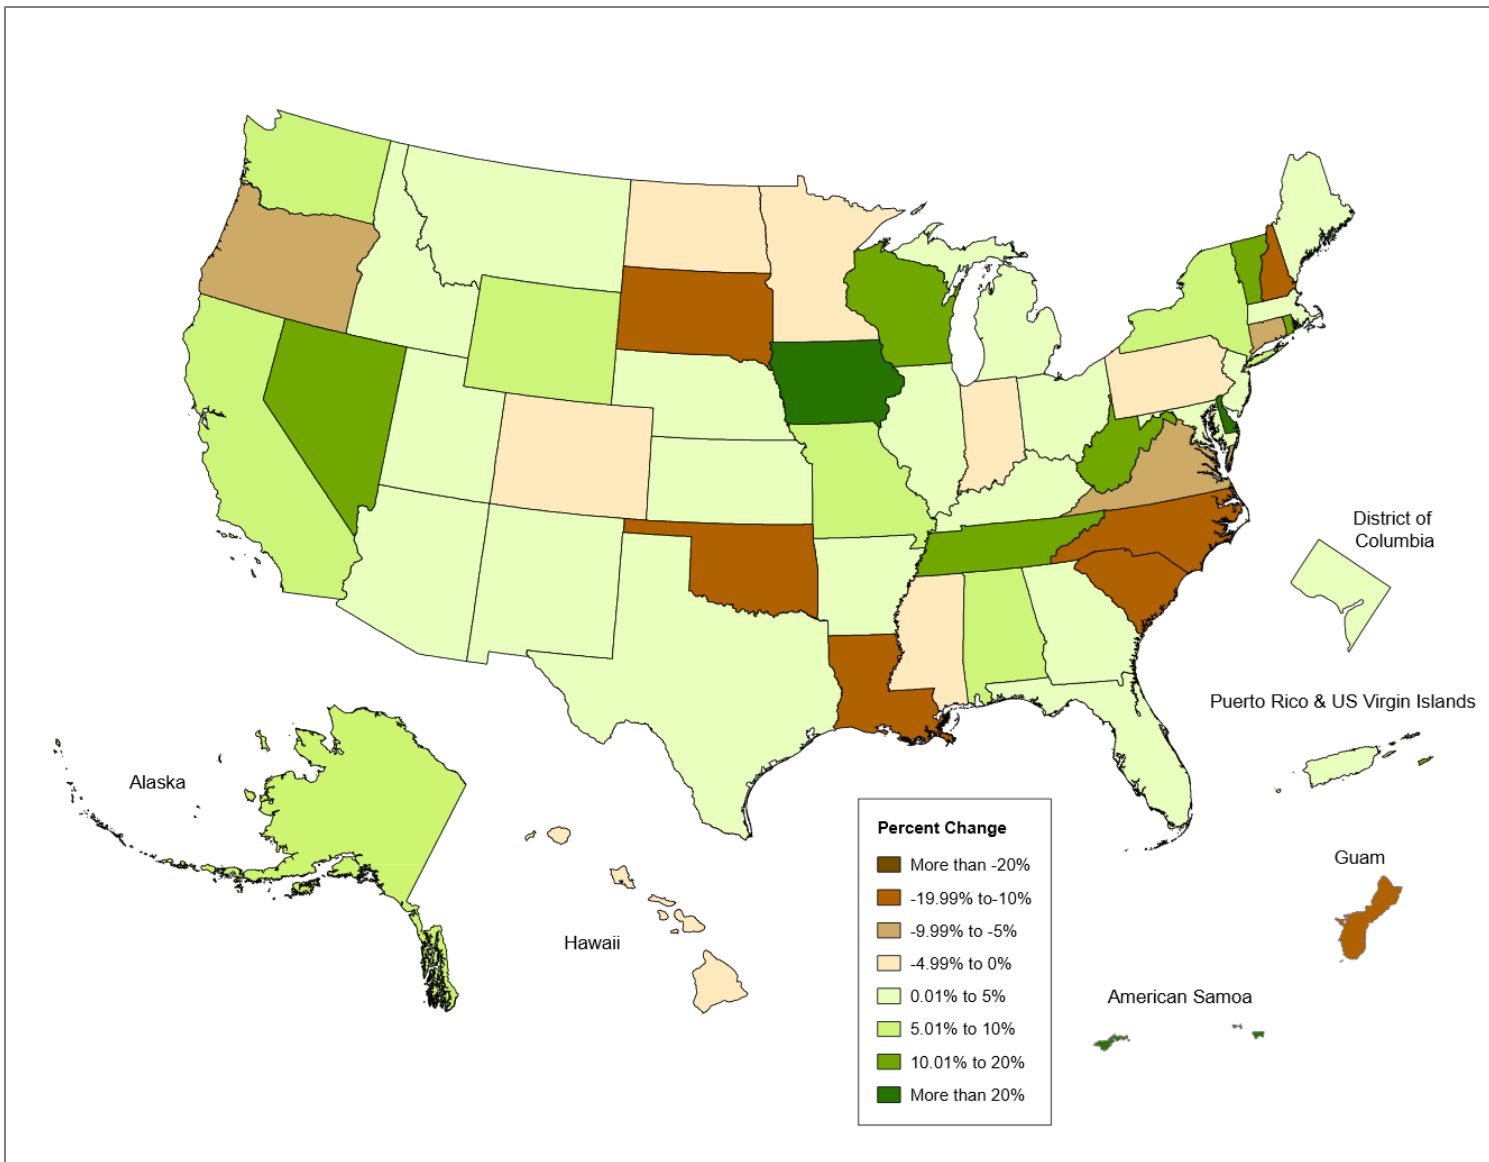 District of
Columbia
Puerto Rico & US Virgin Islands
Alaska
Percent Change
More than -20%
-19.99% to-10%
-9.99% to -5%
-4.99% to 0%
0.01% to 5%
5.01% to 10%
10.01% to 20%
More than 20%
Guam
Hawaii
American Samoa